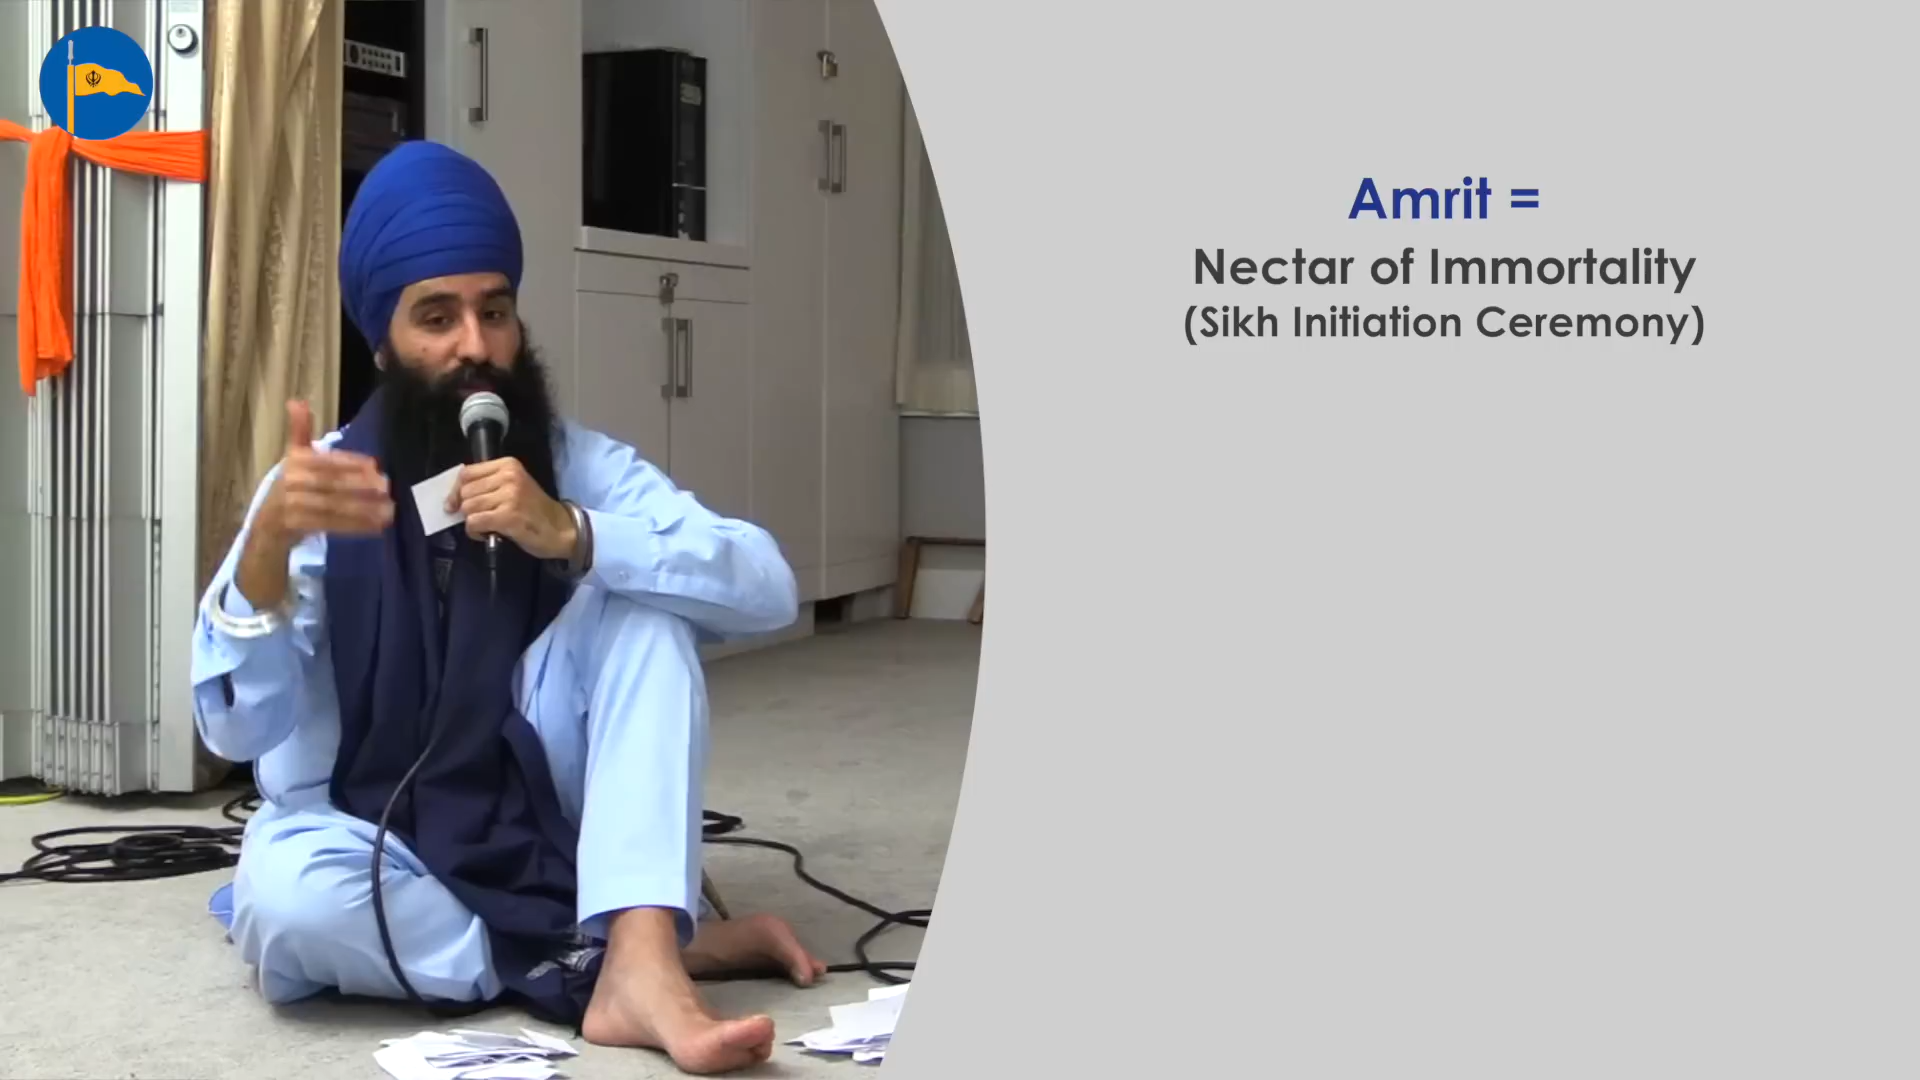 Amrit =
Nectar of Immortality
(Sikh Initiation Ceremony)